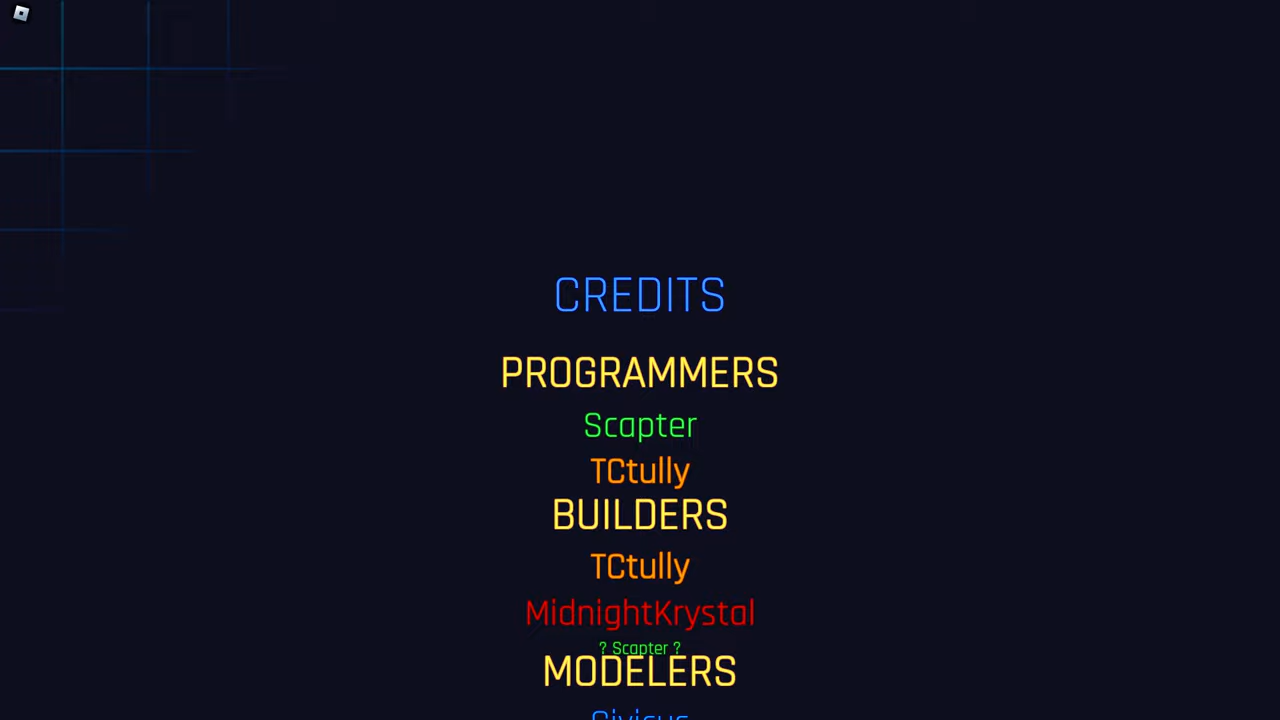 CREDITS
PROGRAMMERS
Scapter
TCtully
BUILDERS
TCtully
MidnightKrystal
? Scapter ?
MODELERS